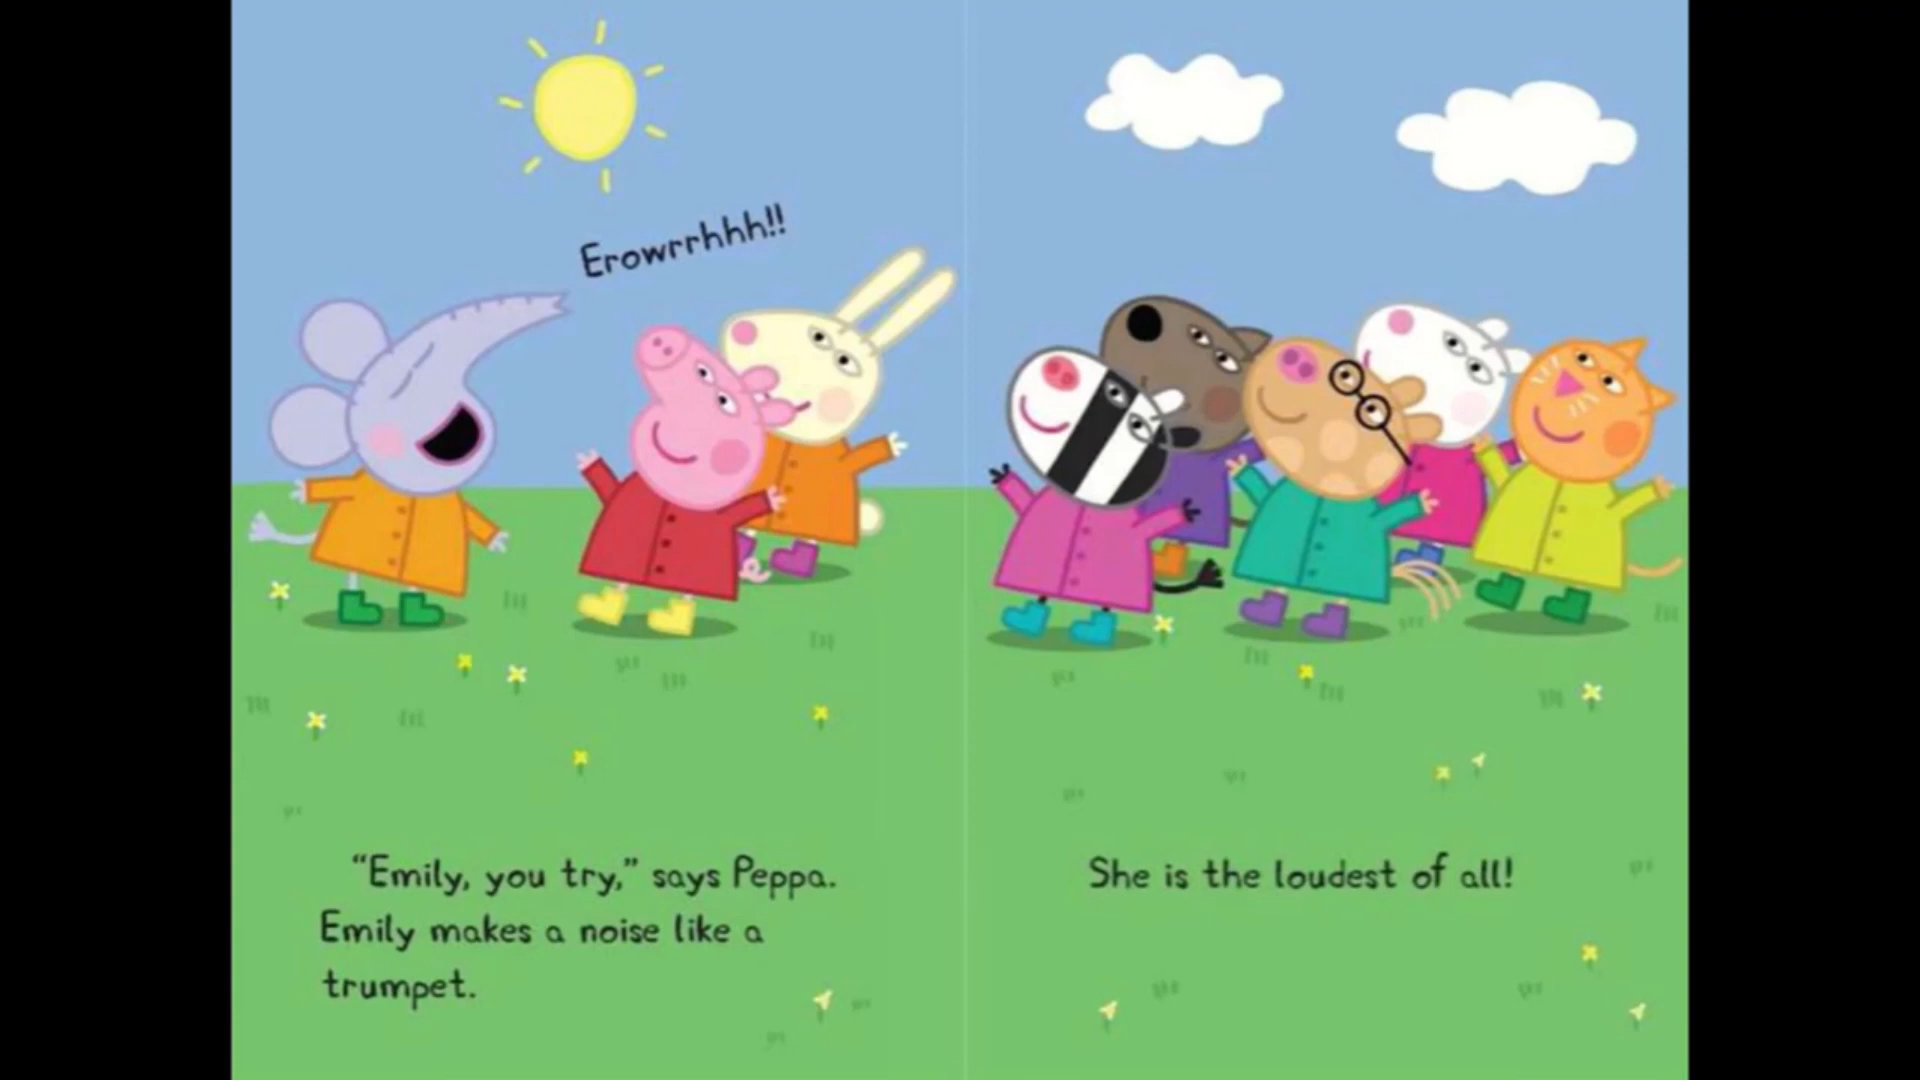 Erowrrhhh!!
“Emily, you try,” says Peppa.
Emily makes a noise like a
trumpet.
She is the loudest of all!